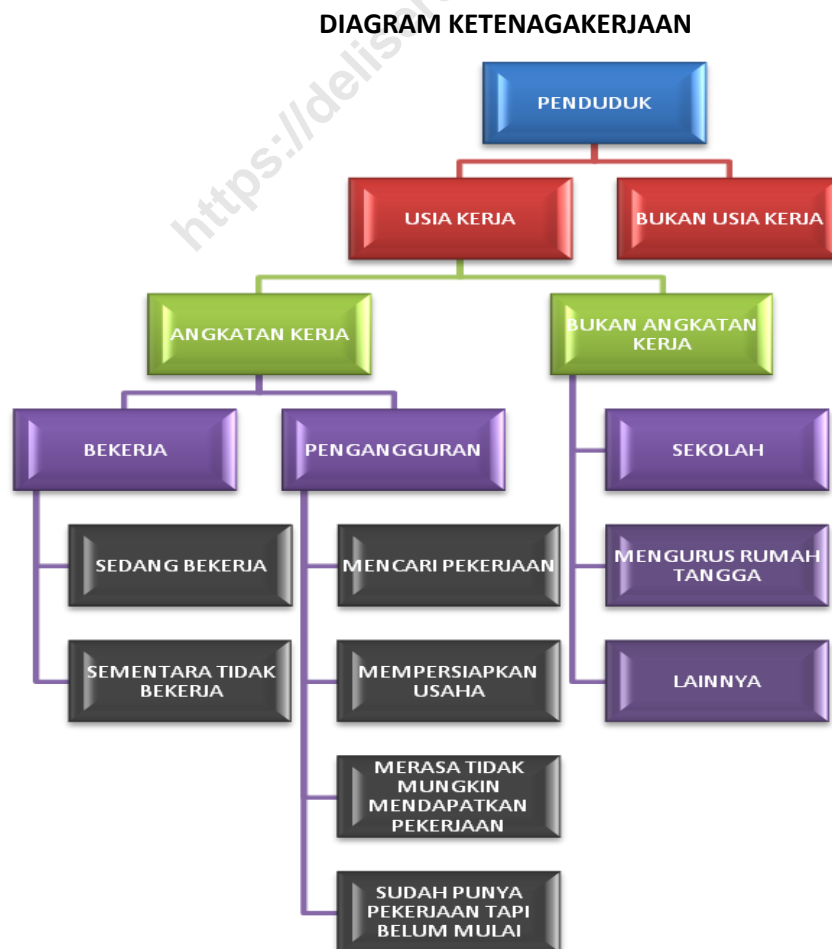 DIAGRAM KETENAGAKERJAAN
https://deliser
PENDUDUK
USIA KERJA
BUKAN USIA KERJA
ANGKATAN KERJA
BUKAN ANGKATAN
KERJA
BEKERJA
PENGANGGURAN
SEKOLAH
SEDANG BEKERJA
MENCARI PEKERJAAN
MENGURUS RUMAH
TANGGA
SEMENTARA TIDAK
BEKERJA
MEMPERSIAPKAN
USAHA
LAINNYA
MERASA TIDAK
MUNGKIN
MENDAPATKAN
PEKERJAAN
SUDAH PUNYA
PEKERJAAN TAPI
BELUM MULAI